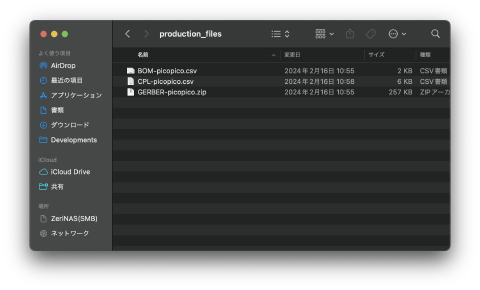 production_files
よく使う項目
AirDrop
最近の項目
アプリケーション
書類
ダウンロード
Developments
iCloud
iCloud Drive
共有
場所
ZeriNAS(SMB)
ネットワーク
名前 変更日 サイズ 種類
BOM-picopico.csv 2024年2月16日 10:55 2 KB CSV書類
CPL-picopico.csv 2024年2月16日 10:58 6 KB CSV書類
GERBER-picopico.zip 2024年2月16日 10:55 257 KB ZIPアーカ